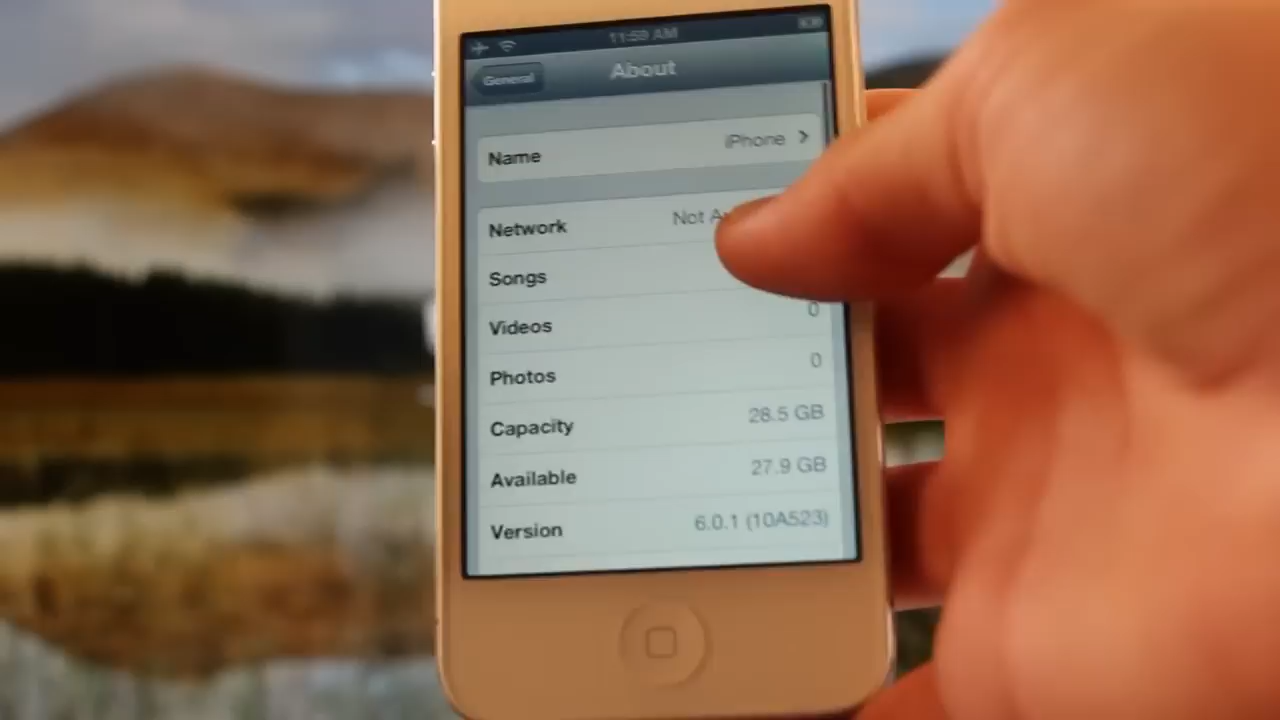 11:59 AM
General
About
Name iPhone
Network Not
Songs
Videos 0
Photos 0
Capacity 28.5 GB
Available 27.9 GB
Version 6.0.1 (10A523)